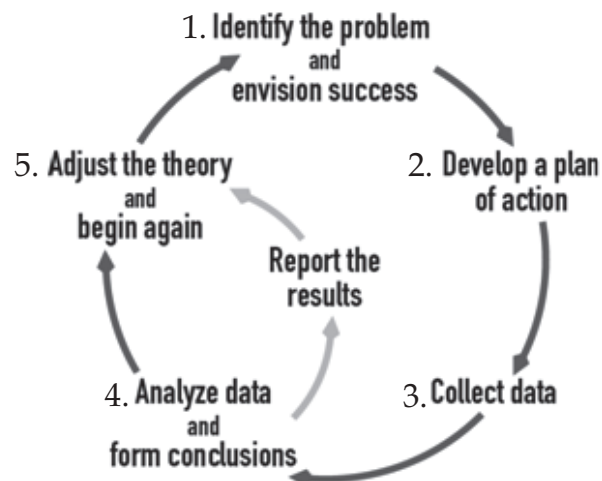 1. Identify the problem
and
envision success
2. Develop a plan
of action
3. Collect data
4. Analyze data
and
form conclusions
Report the
results
5. Adjust the theory
and
begin again